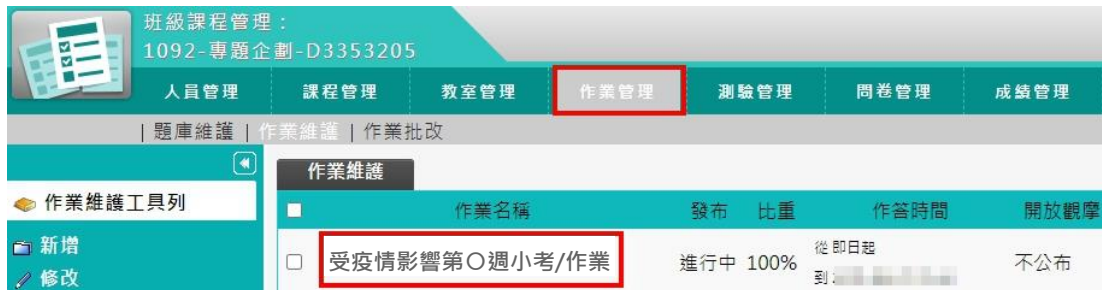 班級課程管理：
1092-專題企劃-D3353205
人員管理 課程管理 教室管理 作業管理 測驗管理 問卷管理 成績管理
|題庫維護|作業維護|作業批改
作業維護
作業維護工具列
作業名稱 發布 比重 作答時間 開放觀摩
新增
修改
受疫情影響第〇週小考/作業 進行中 100% 從 即日起 不公布
到